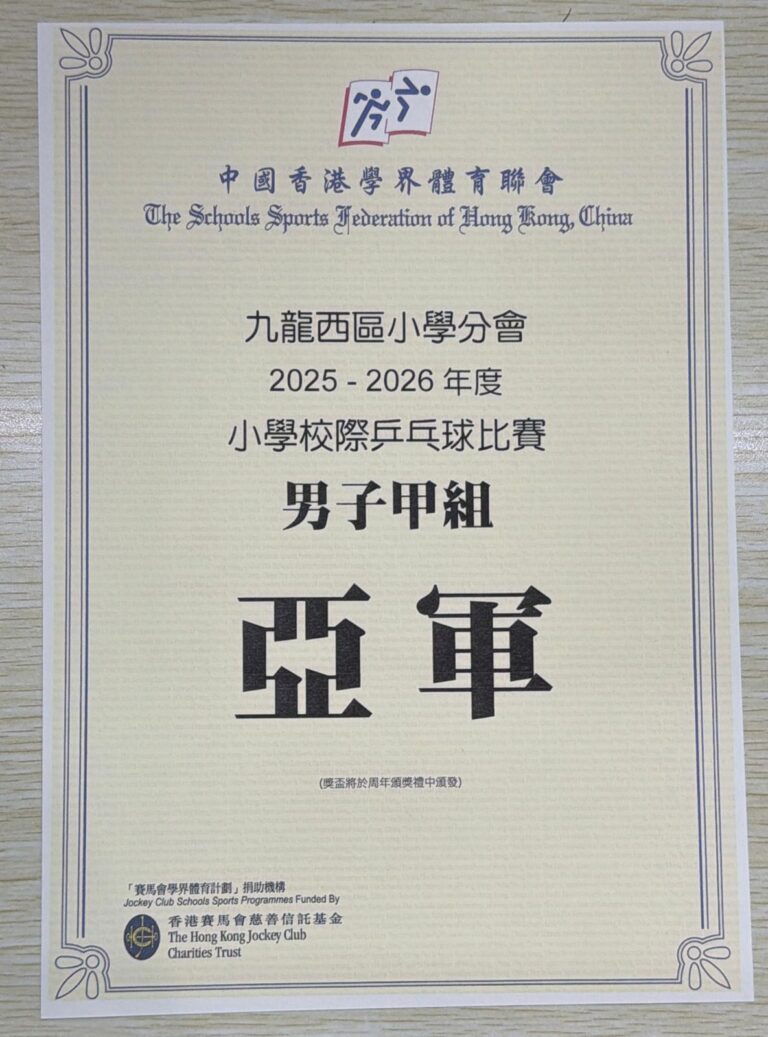 中國香港學界體育聯會
The Schools Sports Federation of Hong Kong, China
九龍西區小學分會
2025 - 2026 年度
小學校際乒乓球比賽
男子甲組
亞軍
(獎盃將於周年頒獎禮中頒發)
「賽馬會學界體育計劃」捐助機構
Jockey Club Schools Sports Programmes Funded By
香港賽馬會慈善信託基金
The Hong Kong Jockey Club
Charities Trust